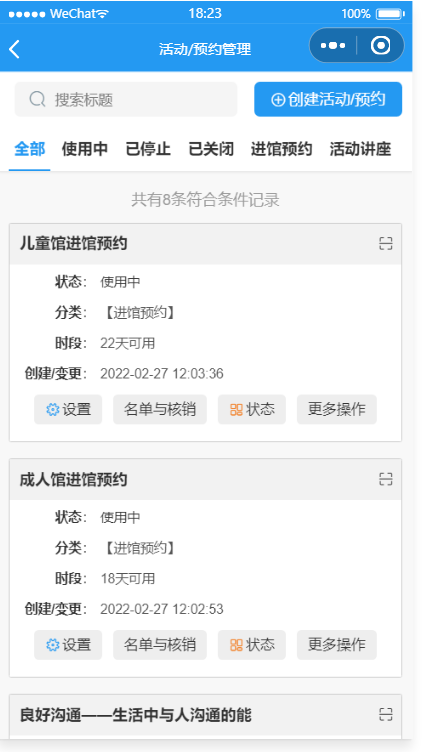 WeChat 18:23 100%
活动/预约管理
搜索标题 创建活动/预约
全部 使用中 已停止 已关闭 进馆预约 活动讲座
共有8条符合条件记录
儿童馆进馆预约
状态： 使用中
分类： 【进馆预约】
时段： 22天可用
创建/变更： 2022-02-27 12:03:36
设置 名单与核销 状态 更多操作
成人馆进馆预约
状态： 使用中
分类： 【进馆预约】
时段： 18天可用
创建/变更： 2022-02-27 12:02:53
设置 名单与核销 状态 更多操作
良好沟通——生活中与人沟通的能